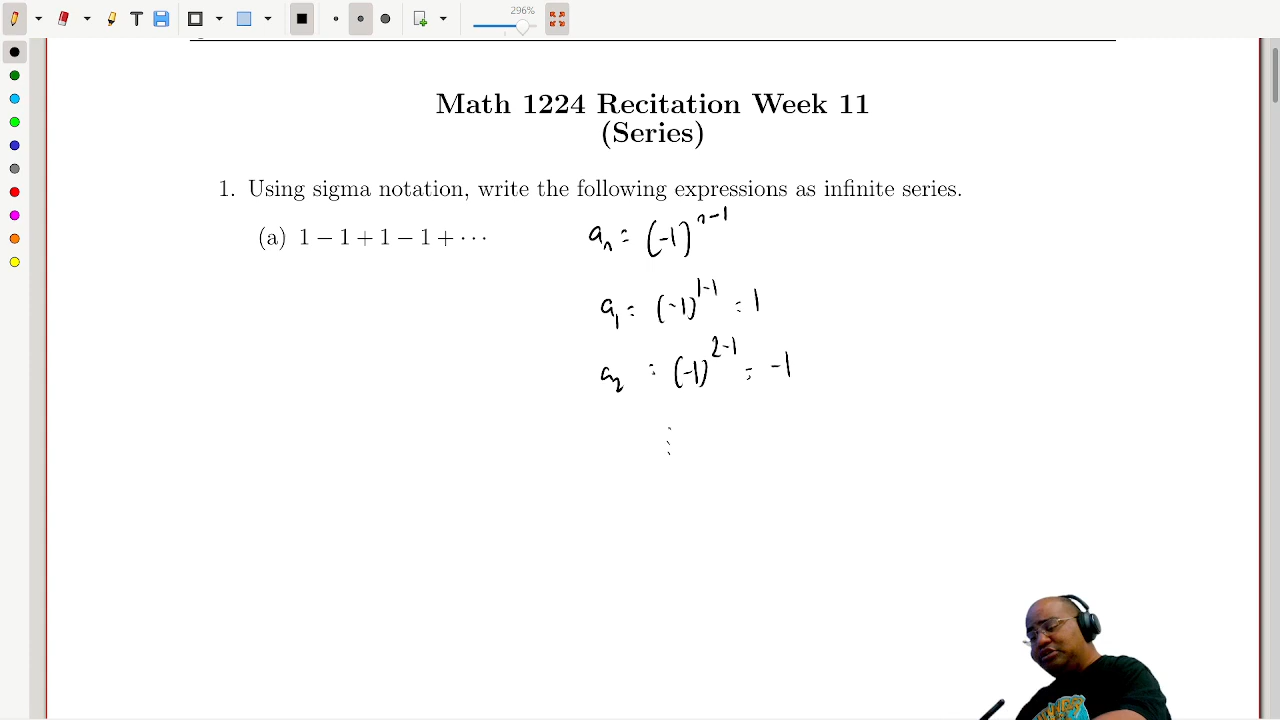 296%
Math 1224 Recitation Week 11
(Series)
1. Using sigma notation, write the following expressions as infinite series.
(a) 1 − 1 + 1 − 1 + ⋯
aₙ = (-1)ⁿ⁻¹
a₁ = (-1)¹⁻¹ = 1
a₂ = (-1)²⁻¹ = -1
⋮